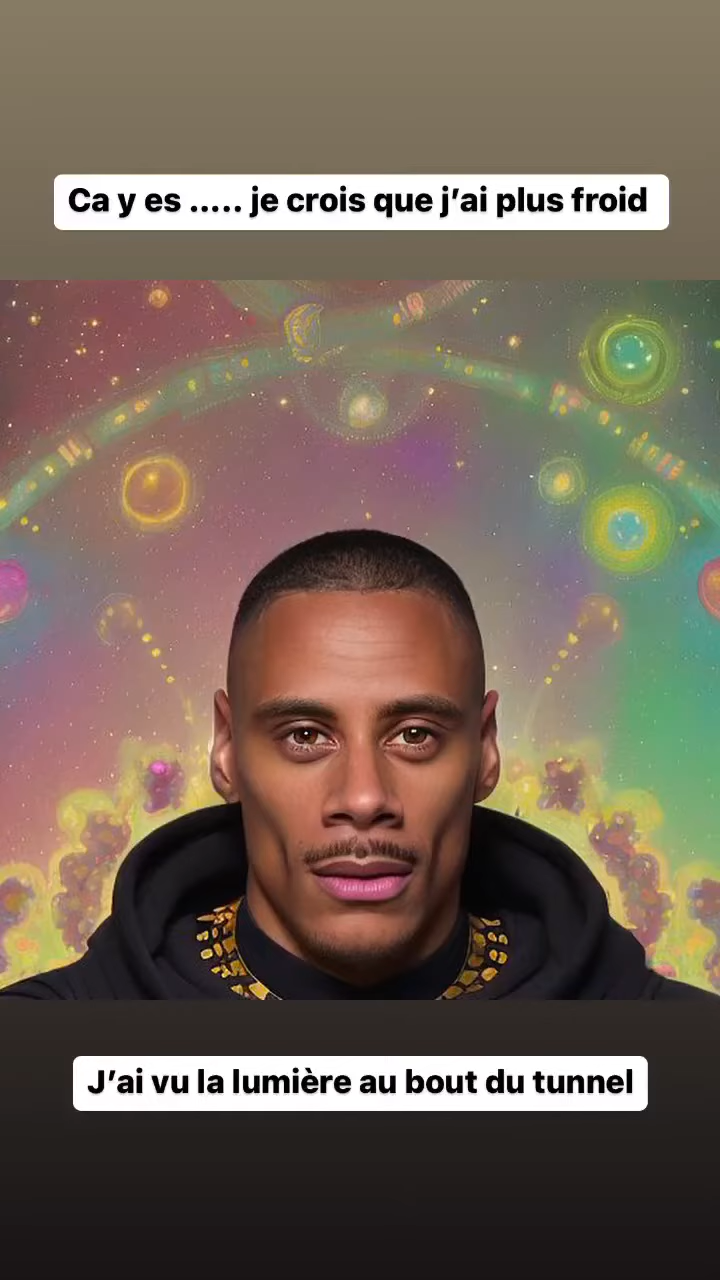 Ca y es ..... je crois que j’ai plus froid
J’ai vu la lumière au bout du tunnel